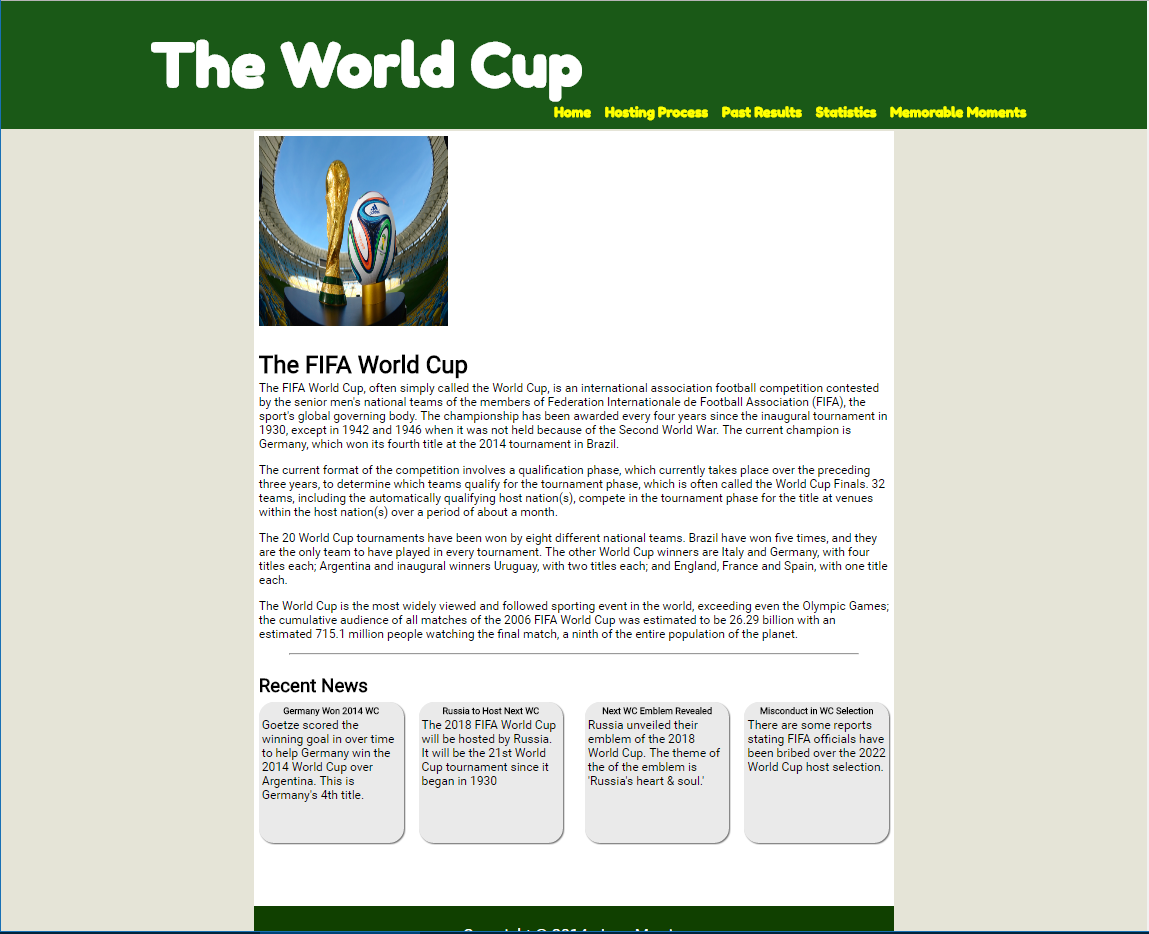 The World Cup
Home Hosting Process Past Results Statistics Memorable Moments
The FIFA World Cup
The FIFA World Cup, often simply called the World Cup, is an international association football competition contested
by the senior men's national teams of the members of Federation Internationale de Football Association (FIFA), the
sport's global governing body. The championship has been awarded every four years since the inaugural tournament in
1930, except in 1942 and 1946 when it was not held because of the Second World War. The current champion is
Germany, which won its fourth title at the 2014 tournament in Brazil.
The current format of the competition involves a qualification phase, which currently takes place over the preceding
three years, to determine which teams qualify for the tournament phase, which is often called the World Cup Finals. 32
teams, including the automatically qualifying host nation(s), compete in the tournament phase for the title at venues
within the host nation(s) over a period of about a month.
The 20 World Cup tournaments have been won by eight different national teams. Brazil have won five times, and they
are the only team to have played in every tournament. The other World Cup winners are Italy and Germany, with four
titles each; Argentina and inaugural winners Uruguay, with two titles each; and England, France and Spain, with one title
each.
The World Cup is the most widely viewed and followed sporting event in the world, exceeding even the Olympic Games;
the cumulative audience of all matches of the 2006 FIFA World Cup was estimated to be 26.29 billion with an
estimated 715.1 million people watching the final match, a ninth of the entire population of the planet.
Recent News
Germany Won 2014 WC
Goetze scored the
winning goal in over time
to help Germany win the
2014 World Cup over
Argentina. This is
Germany's 4th title.
Russia to Host Next WC
The 2018 FIFA World Cup
will be hosted by Russia.
It will be the 21st World
Cup tournament since it
began in 1930
Next WC Emblem Revealed
Russia unveiled their
emblem of the 2018
World Cup. The theme of
the of the emblem is
'Russia's heart & soul.'
Misconduct in WC Selection
There are some reports
stating FIFA officials have
been bribed over the 2022
World Cup host selection.